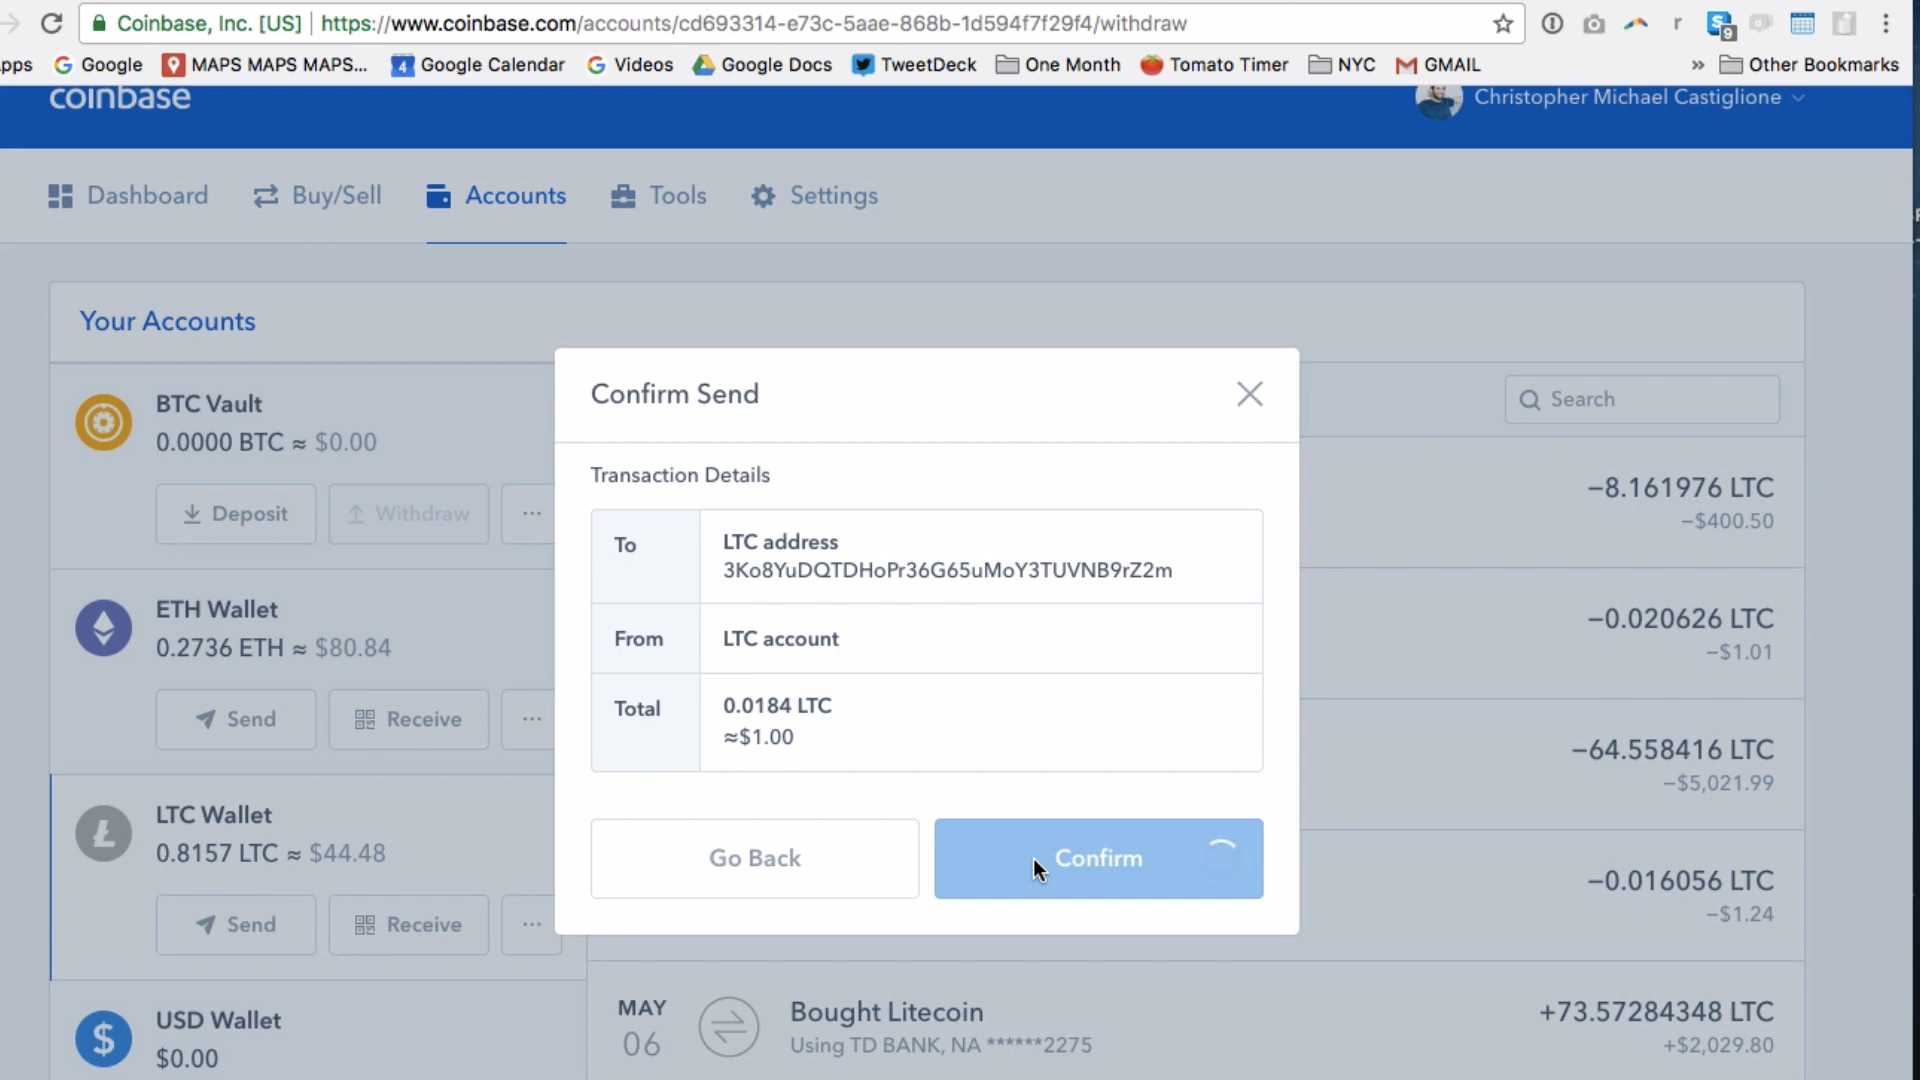 Coinbase, Inc. [US] | https://www.coinbase.com/accounts/cd693314-e73c-5aae-868b-1d594f7f29f4/withdraw
9
pps Google MAPS MAPS MAPS... 4 Google Calendar Videos Google Docs TweetDeck One Month Tomato Timer NYC GMAIL » Other Bookmarks
coinbase
Christopher Michael Castiglione
Dashboard Buy/Sell Accounts Tools Settings
Your Accounts
BTC Vault
0.0000 BTC ≈ $0.00
Deposit Withdraw ...
ETH Wallet
0.2736 ETH ≈ $80.84
Send Receive ...
LTC Wallet
0.8157 LTC ≈ $44.48
Send Receive ...
USD Wallet
$0.00
Confirm Send
Transaction Details
To
LTC address
3Ko8YuDQTDHoPr36G65uMoY3TUVNB9rZ2m
From
LTC account
Total
0.0184 LTC
≈$1.00
Go Back
Confirm
Search
−8.161976 LTC
−$400.50
−0.020626 LTC
−$1.01
−64.558416 LTC
−$5,021.99
−0.016056 LTC
−$1.24
MAY
06
Bought Litecoin
Using TD BANK, NA ******2275
+73.57284348 LTC
+$2,029.80